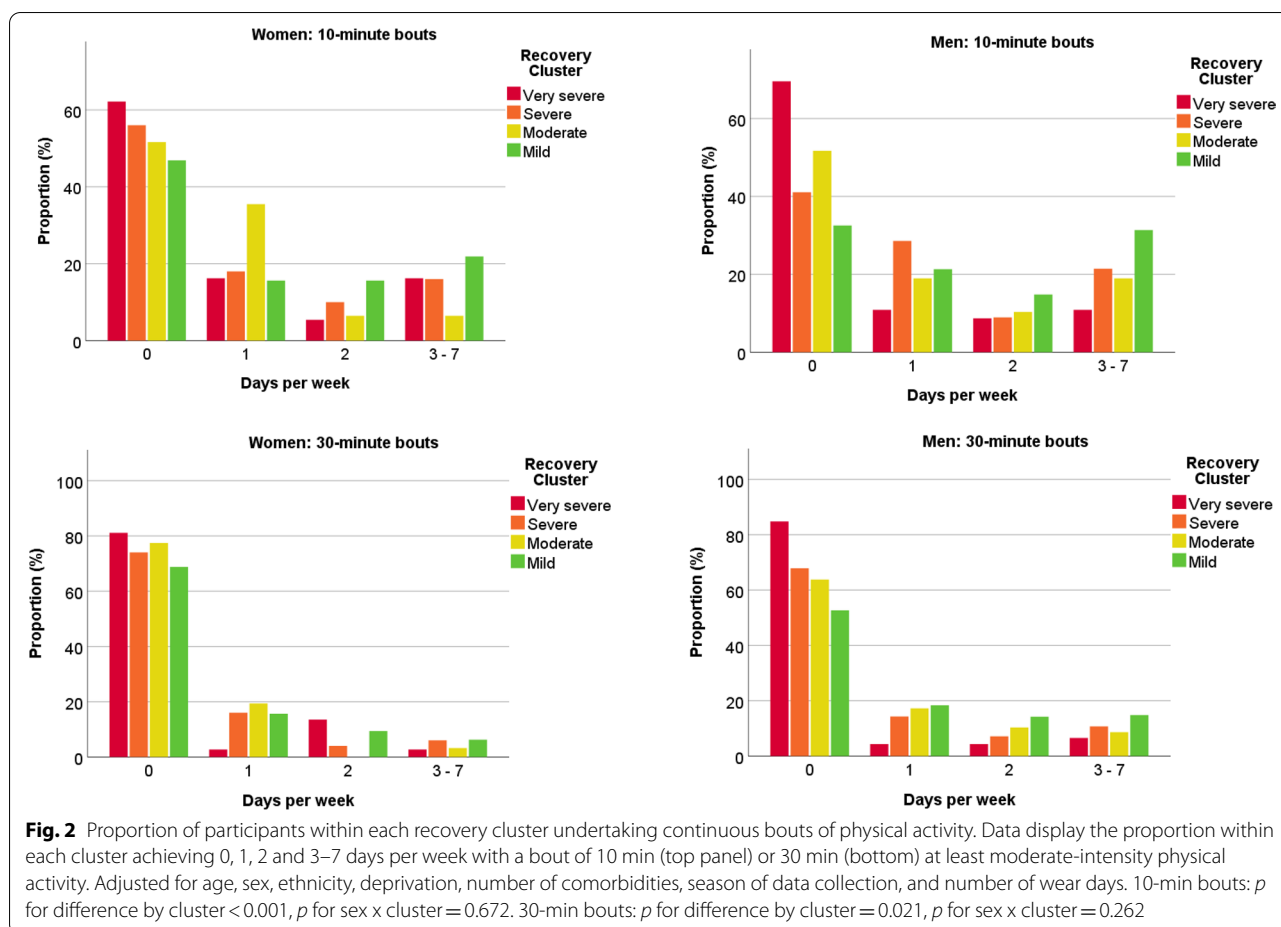 Women: 10-minute bouts
Recovery
Cluster
Very severe
Severe
Moderate
Mild
Proportion (%)
60
40
20
0
0 1 2 3 - 7
Days per week
Men: 10-minute bouts
Recovery
Cluster
Very severe
Severe
Moderate
Mild
Proportion (%)
60
40
20
0
0 1 2 3 - 7
Days per week
Women: 30-minute bouts
Recovery
Cluster
Very severe
Severe
Moderate
Mild
Proportion (%)
100
80
60
40
20
0
0 1 2 3 - 7
Days per week
Men: 30-minute bouts
Recovery
Cluster
Very severe
Severe
Moderate
Mild
Proportion (%)
100
80
60
40
20
0
0 1 2 3 - 7
Days per week
Fig. 2 Proportion of participants within each recovery cluster undertaking continuous bouts of physical activity. Data display the proportion within
each cluster achieving 0, 1, 2 and 3–7 days per week with a bout of 10 min (top panel) or 30 min (bottom) at least moderate-intensity physical
activity. Adjusted for age, sex, ethnicity, deprivation, number of comorbidities, season of data collection, and number of wear days. 10-min bouts: p
for difference by cluster < 0.001, p for sex x cluster = 0.672. 30-min bouts: p for difference by cluster = 0.021, p for sex x cluster = 0.262